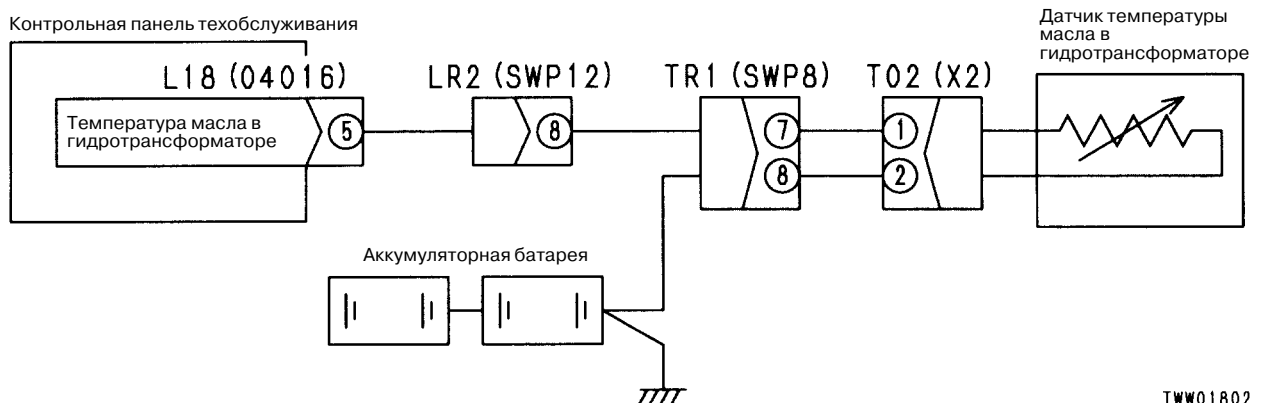 Контрольная панель техобслуживания
Датчик температуры
масла в
гидротрансформаторе
L18 (04016)
LR2 (SWP12)
TR1 (SWP8)
T02 (X2)
Температура масла в
гидротрансформаторе
5
8
7
1
8
2
Аккумуляторная батарея
TWW01802